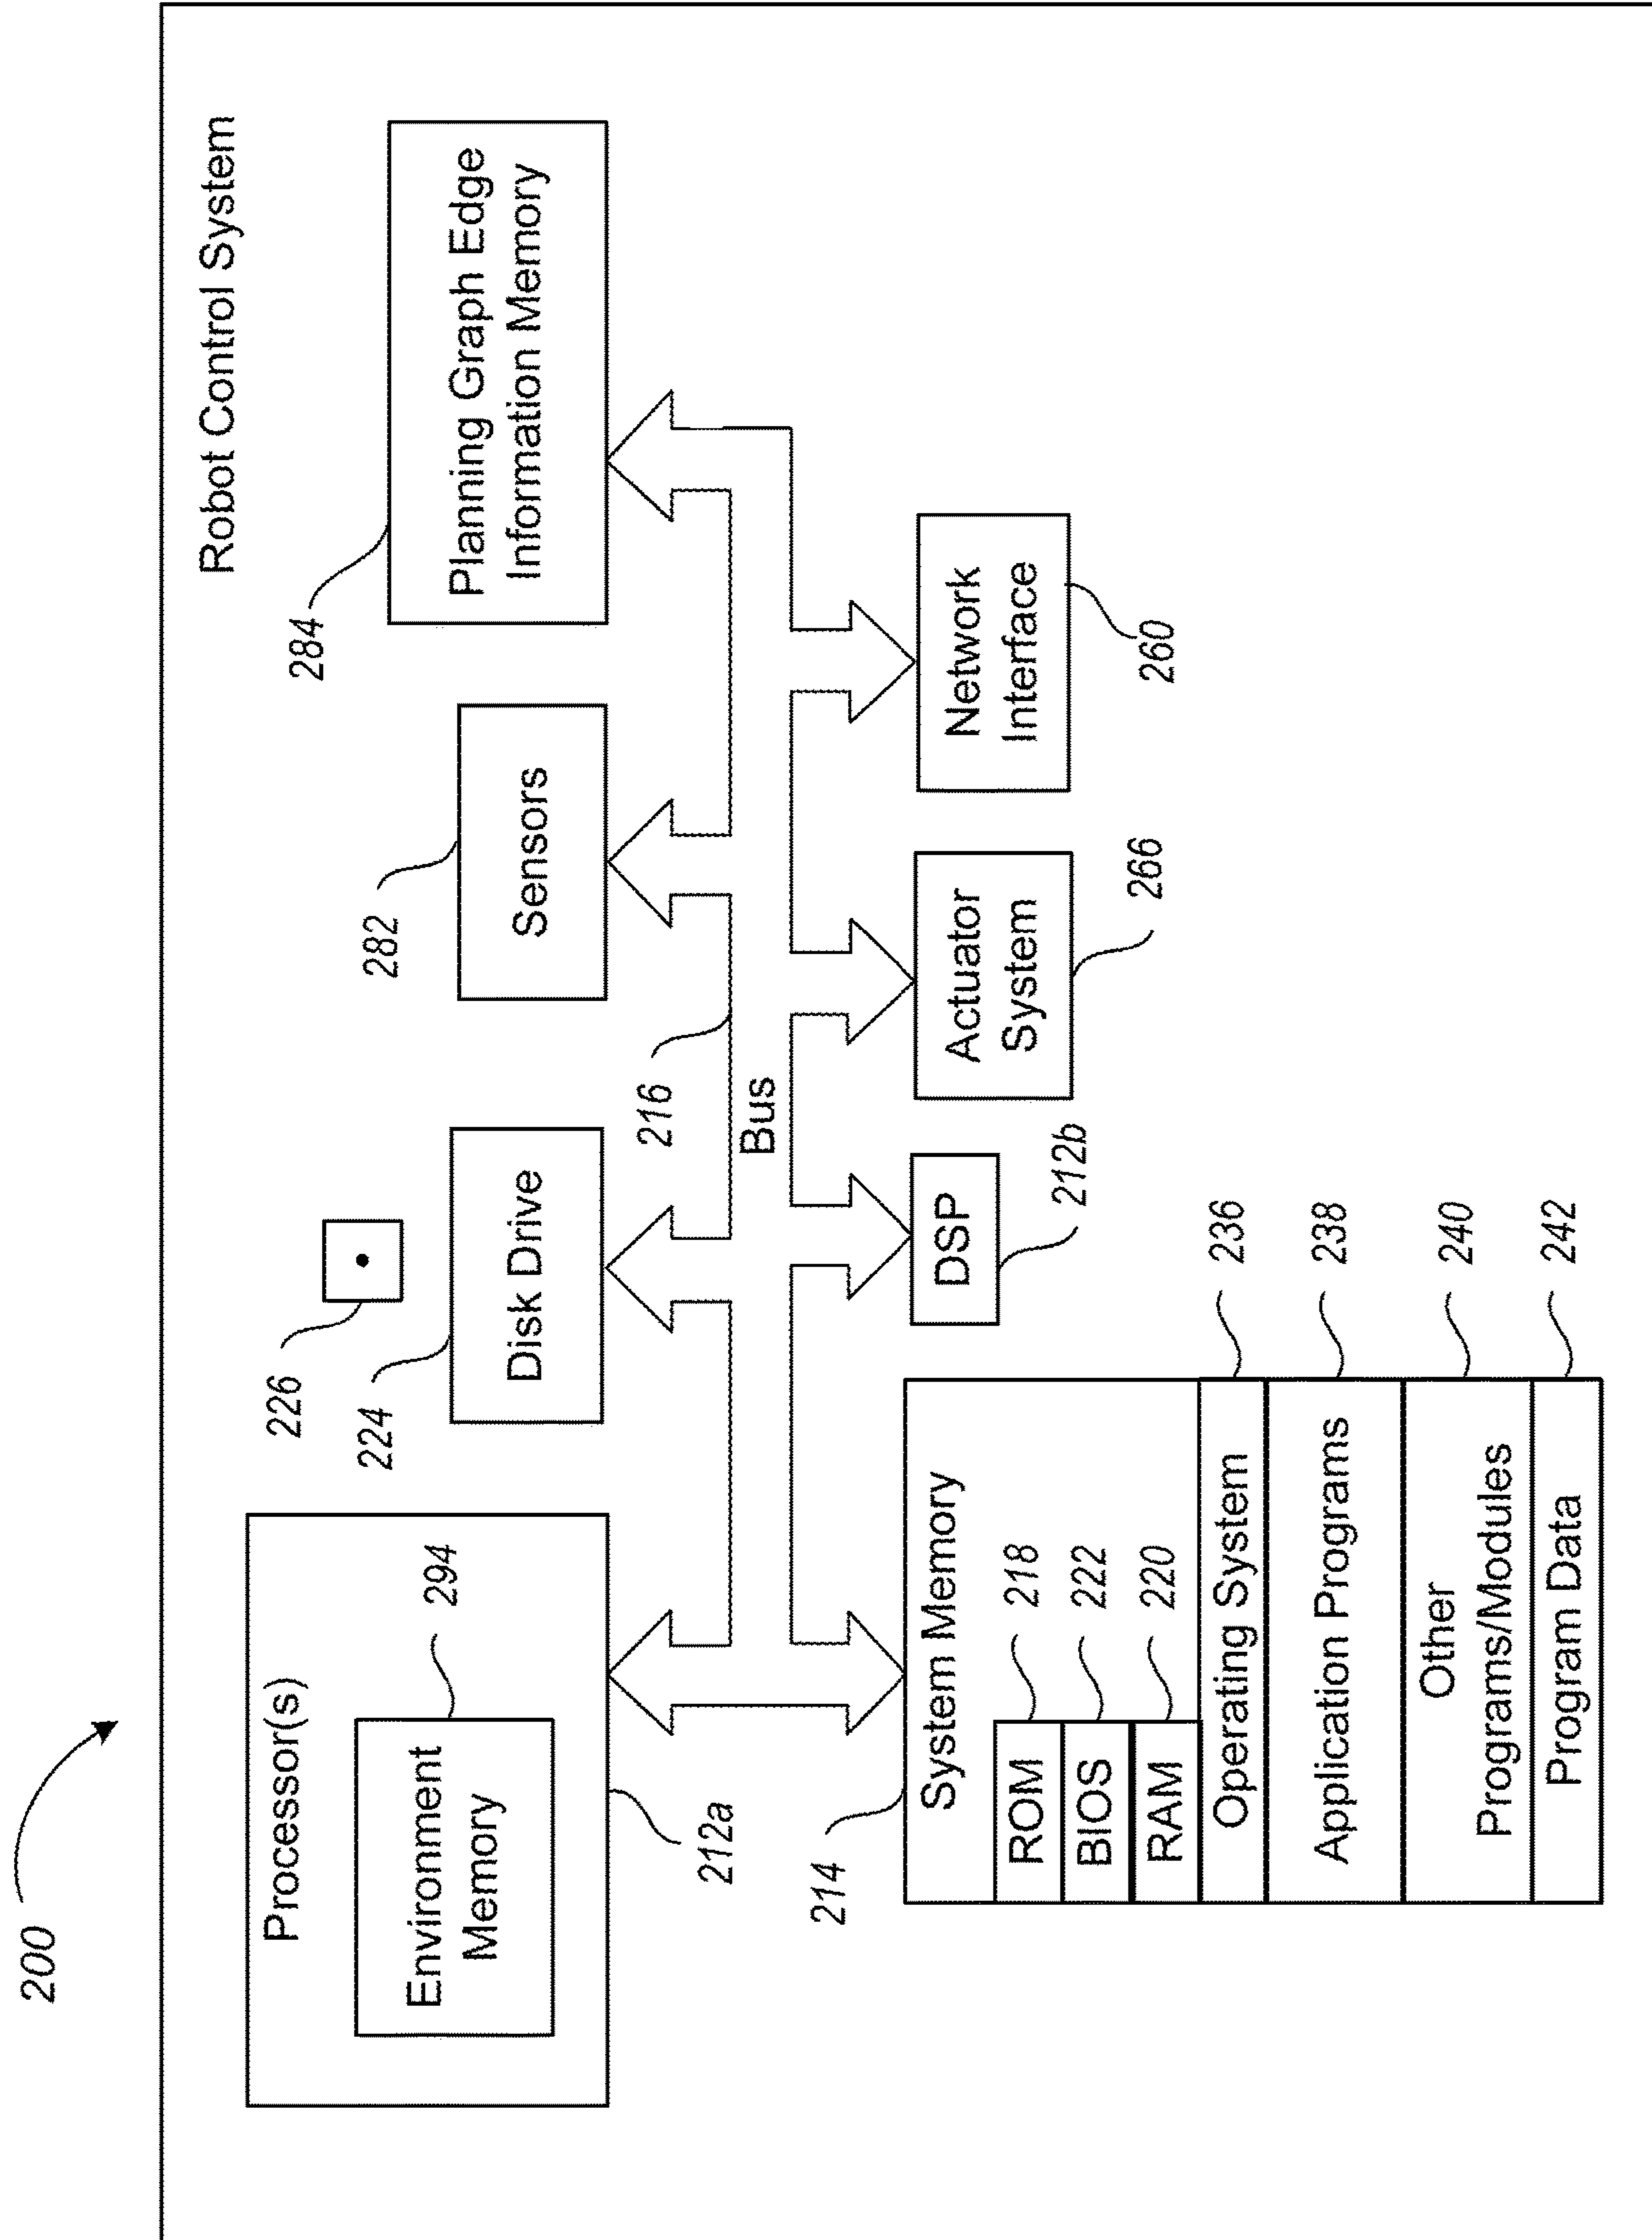 200
Robot Control System
Processor(s)
Environment
Memory
294
212a
226
224
Disk Drive
282
Sensors
284
Planning Graph Edge
Information Memory
216
Bus
214
System Memory
ROM
218
BIOS
222
RAM
220
Operating System
236
Application Programs
238
Other
Programs/Modules
240
Program Data
242
DSP
212b
Actuator
System
266
Network
Interface
260